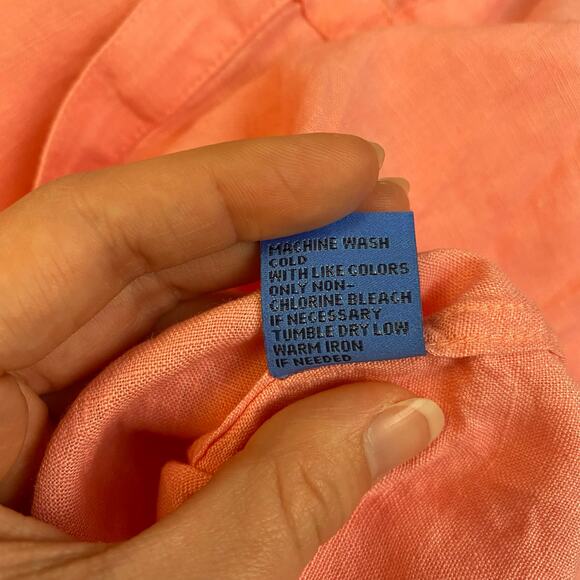 MACHINE WASH
COLD
WITH LIKE COLORS
ONLY NON-
CHLORINE BLEACH
IF NECESSARY
TUMBLE DRY LOW
WARM IRON
IF NEEDED